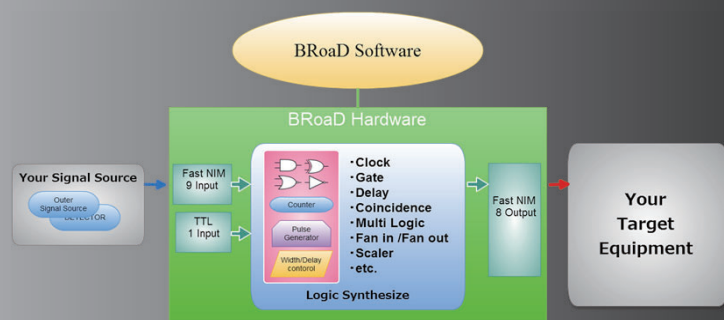 BRoaD Software
BRoaD Hardware
Your Signal Source
Outer
Signal Source
DETECTOR
Fast NIM
9 Input
TTL
1 Input
Counter
Pulse
Generator
Width/Delay
contorol
・Clock
・Gate
・Delay
・Coincidence
・Multi Logic
・Fan in /Fan out
・Scaler
・etc.
Logic Synthesize
Fast NIM
8 Output
Your
Target
Equipment